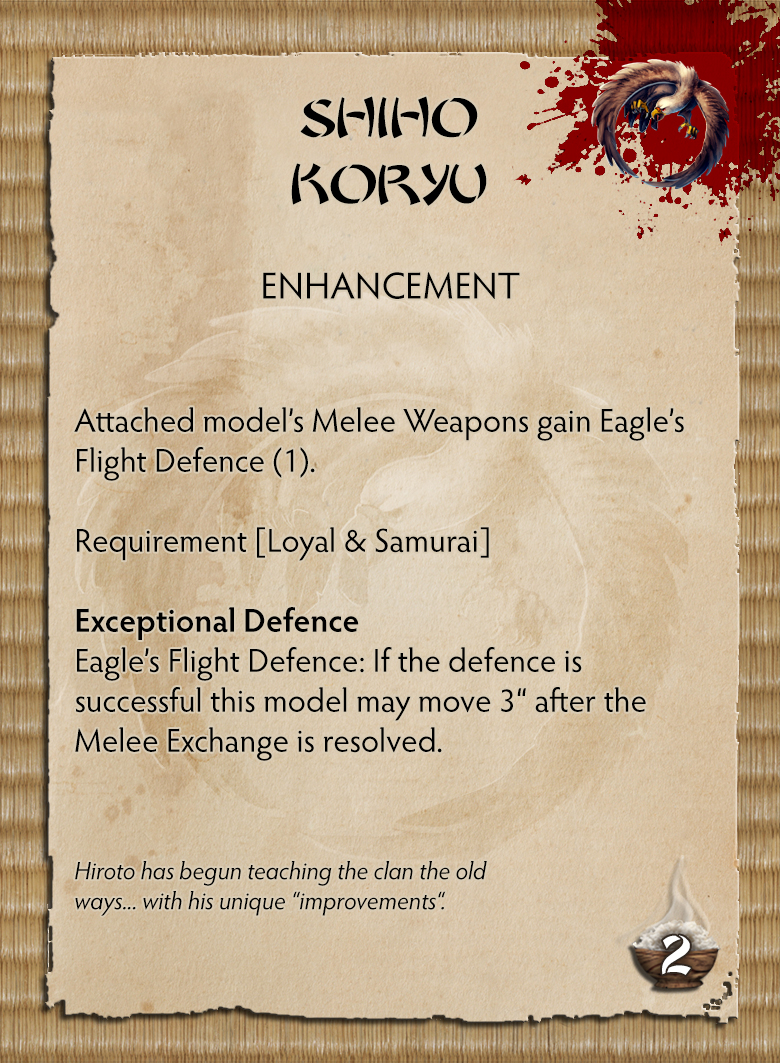 SHIHO
KORYU
ENHANCEMENT
Attached model's Melee Weapons gain Eagle's
Flight Defence (1).
Requirement [Loyal & Samurai]
Exceptional Defence
Eagle's Flight Defence: If the defence is
successful this model may move 3“ after the
Melee Exchange is resolved.
Hiroto has begun teaching the clan the old
ways... with his unique “improvements“.
2